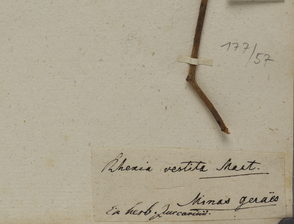 177/57
Rhexia vestita Mart.
Minas geraës
Ex herb. Zuccarini.